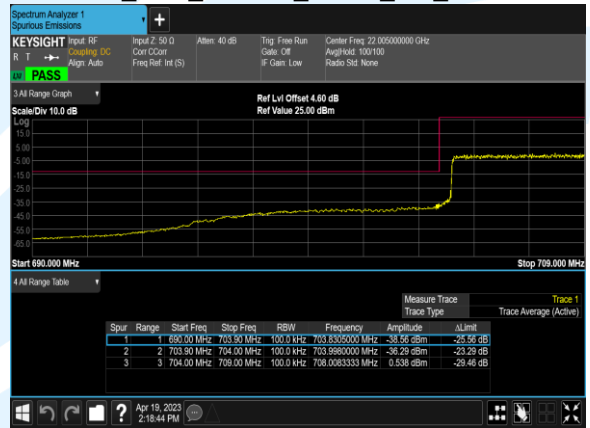 Spectrum Analyzer 1
Spurious Emissions
+
KEYSIGHT Input: RF Input Z: 50 Ω Atten: 40 dB Trig: Free Run Center Freq: 22.005000000 GHz
R T Coupling: DC Corr CCorr Gate: Off Avg|Hold: 100/100
Align: Auto Freq Ref: Int (S) IF Gain: Low Radio Std: None
LW PASS
3 All Range Graph
Ref Lvl Offset 4.60 dB
Scale/Div 10.0 dB Ref Value 25.00 dBm
Log
15.0
5.00
-5.00
-15.0
-25.0
-35.0
-45.0
-55.0
-65.0
Start 690.000 MHz Stop 709.000 MHz
4 All Range Table
Measure Trace Trace 1
Trace Type Trace Average (Active)
Spur Range Start Freq Stop Freq RBW Frequency Amplitude ΔLimit
1 1 690.00 MHz 703.90 MHz 100.0 kHz 703.8305000 MHz -38.56 dBm -25.56 dB
2 2 703.90 MHz 704.00 MHz 100.0 kHz 703.9980000 MHz -36.29 dBm -23.29 dB
3 3 704.00 MHz 709.00 MHz 100.0 kHz 708.0083333 MHz 0.538 dBm -29.46 dB
?
Apr 19, 2023
2:18:44 PM